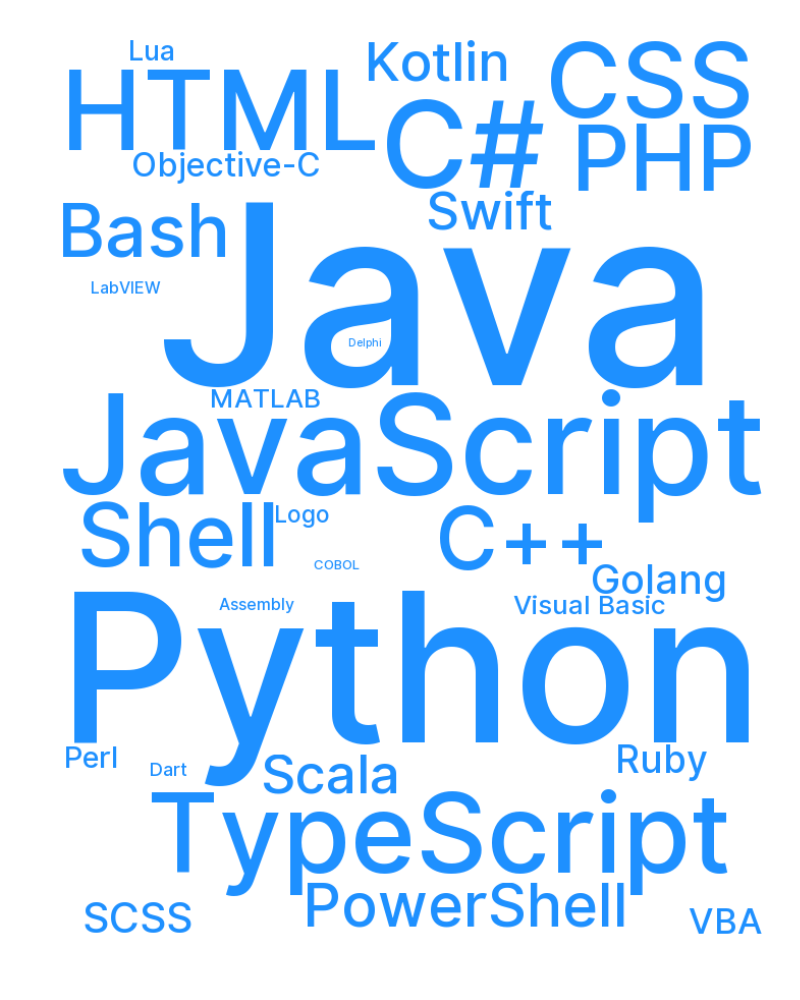 Lua
Kotlin
CSS
HTML
C#
PHP
Objective-C
Swift
Bash
Java
LabVIEW
Delphi
MATLAB
JavaScript
Shell
Logo
C++
COBOL
Golang
Assembly
Visual Basic
Python
Perl
Dart
Scala
Ruby
TypeScript
PowerShell
SCSS
VBA